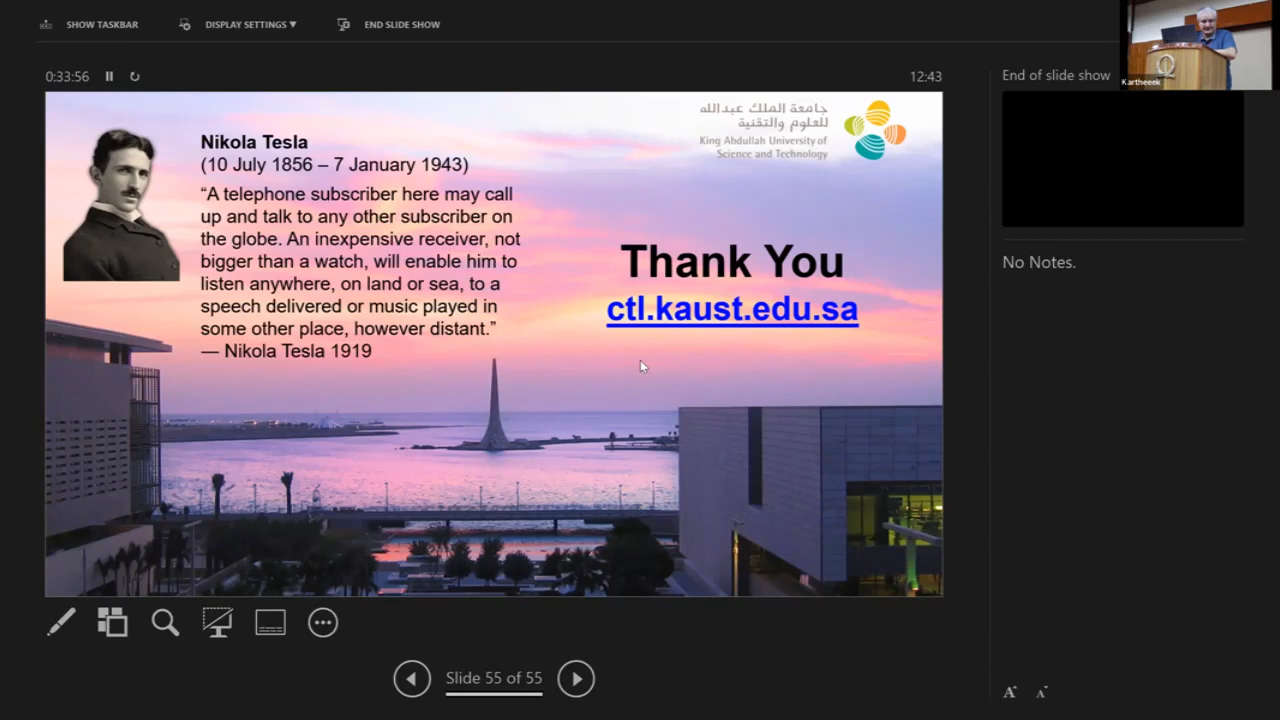 SHOW TASKBAR
DISPLAY SETTINGS ▼
END SLIDE SHOW
0:33:56
12:43
End of slide show
Kartheeek
Nikola Tesla
(10 July 1856 – 7 January 1943)
“A telephone subscriber here may call
up and talk to any other subscriber on
the globe. An inexpensive receiver, not
bigger than a watch, will enable him to
listen anywhere, on land or sea, to a
speech delivered or music played in
some other place, however distant.”
— Nikola Tesla 1919
جامعة الملك عبدالله
للعلوم والتقنية
King Abdullah University of
Science and Technology
Thank You
ctl.kaust.edu.sa
No Notes.
Slide 55 of 55
A
A